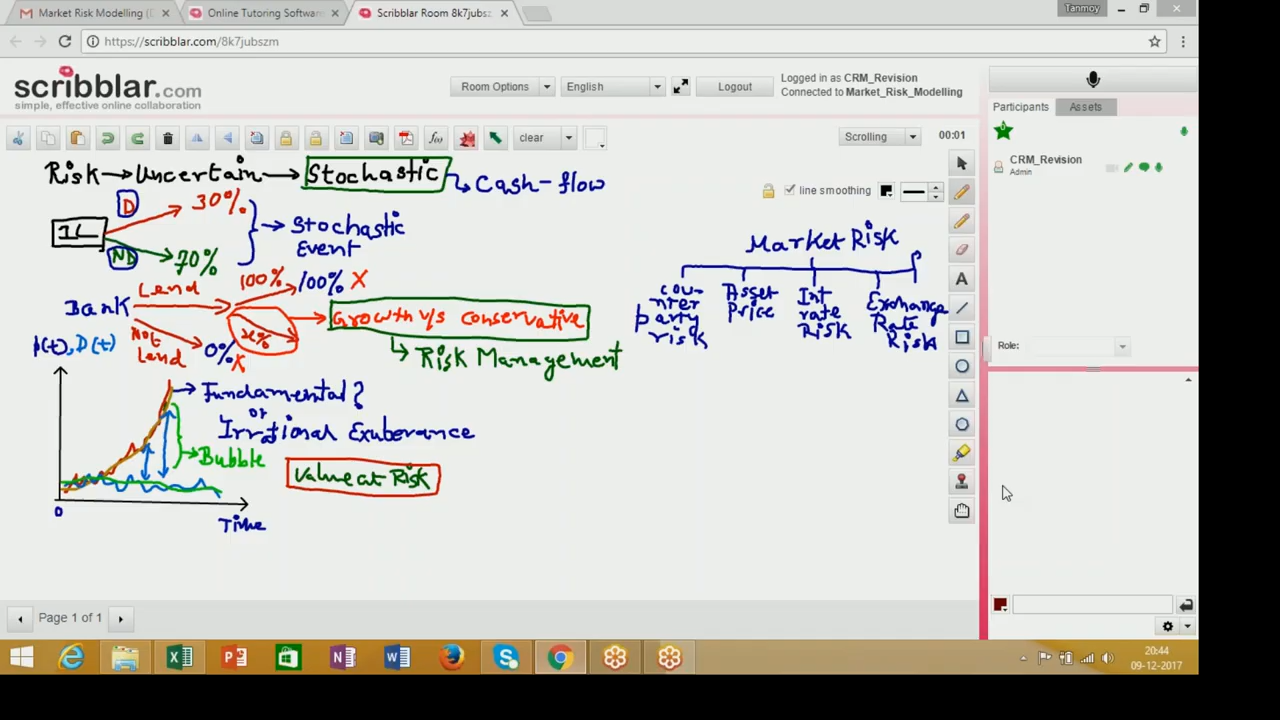 Market Risk Modelling (
Online Tutoring Software
Scribblar Room 8k7jubsz
Tanmoy
https://scribblar.com/8k7jubszm
scribblar.com
simple, effective online collaboration
Room Options
English
Logout
Logged in as CRM_Revision
Connected to Market_Risk_Modelling
clear
f(x)
Scrolling
00:01
Participants
Assets
CRM_Revision
Admin
line smoothing
Risk → Uncertain → Stochastic
Cash-flow
D
30%
ND
70%
Stochastic
Event
Bank
Lend
100%
100% X
Not
Lend
0% X
x%
Growth v/s conservative
Risk Management
D(t)
Fundamental?
or
Irrational Exuberance
Bubble
Value at Risk
0
Time
Market Risk
Cou-
nter
party
risk
Asset
Price
Int
rate
Risk
Exchange
Rate
Risk
Role:
Page 1 of 1
20:44
09-12-2017